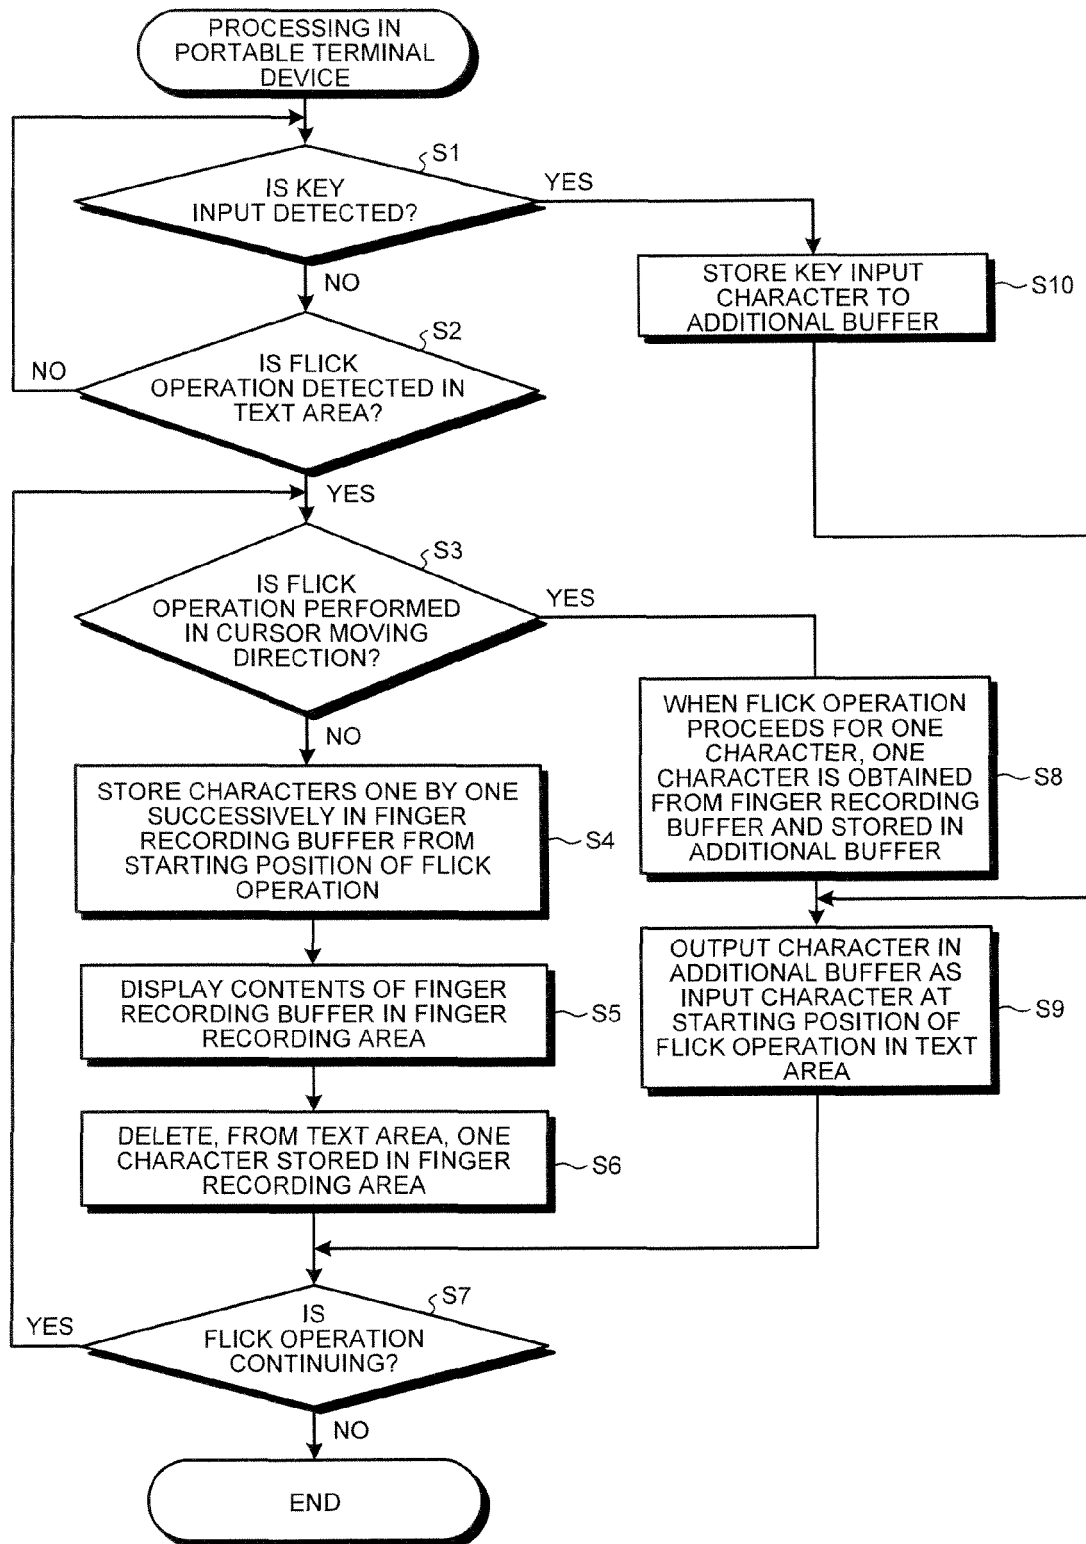 PROCESSING IN
PORTABLE TERMINAL
DEVICE
S1
IS KEY
INPUT DETECTED?
YES
NO
STORE KEY INPUT
CHARACTER TO
ADDITIONAL BUFFER
S10
S2
IS FLICK
OPERATION DETECTED IN
TEXT AREA?
NO
YES
S3
IS FLICK
OPERATION PERFORMED
IN CURSOR MOVING
DIRECTION?
YES
NO
STORE CHARACTERS ONE BY ONE
SUCCESSIVELY IN FINGER
RECORDING BUFFER FROM
STARTING POSITION OF FLICK
OPERATION
S4
WHEN FLICK OPERATION
PROCEEDS FOR ONE
CHARACTER, ONE
CHARACTER IS OBTAINED
FROM FINGER RECORDING
BUFFER AND STORED IN
ADDITIONAL BUFFER
S8
DISPLAY CONTENTS OF FINGER
RECORDING BUFFER IN FINGER
RECORDING AREA
S5
OUTPUT CHARACTER IN
ADDITIONAL BUFFER AS
INPUT CHARACTER AT
STARTING POSITION OF
FLICK OPERATION IN TEXT
AREA
S9
DELETE, FROM TEXT AREA, ONE
CHARACTER STORED IN FINGER
RECORDING AREA
S6
S7
IS
FLICK OPERATION
CONTINUING?
YES
NO
END